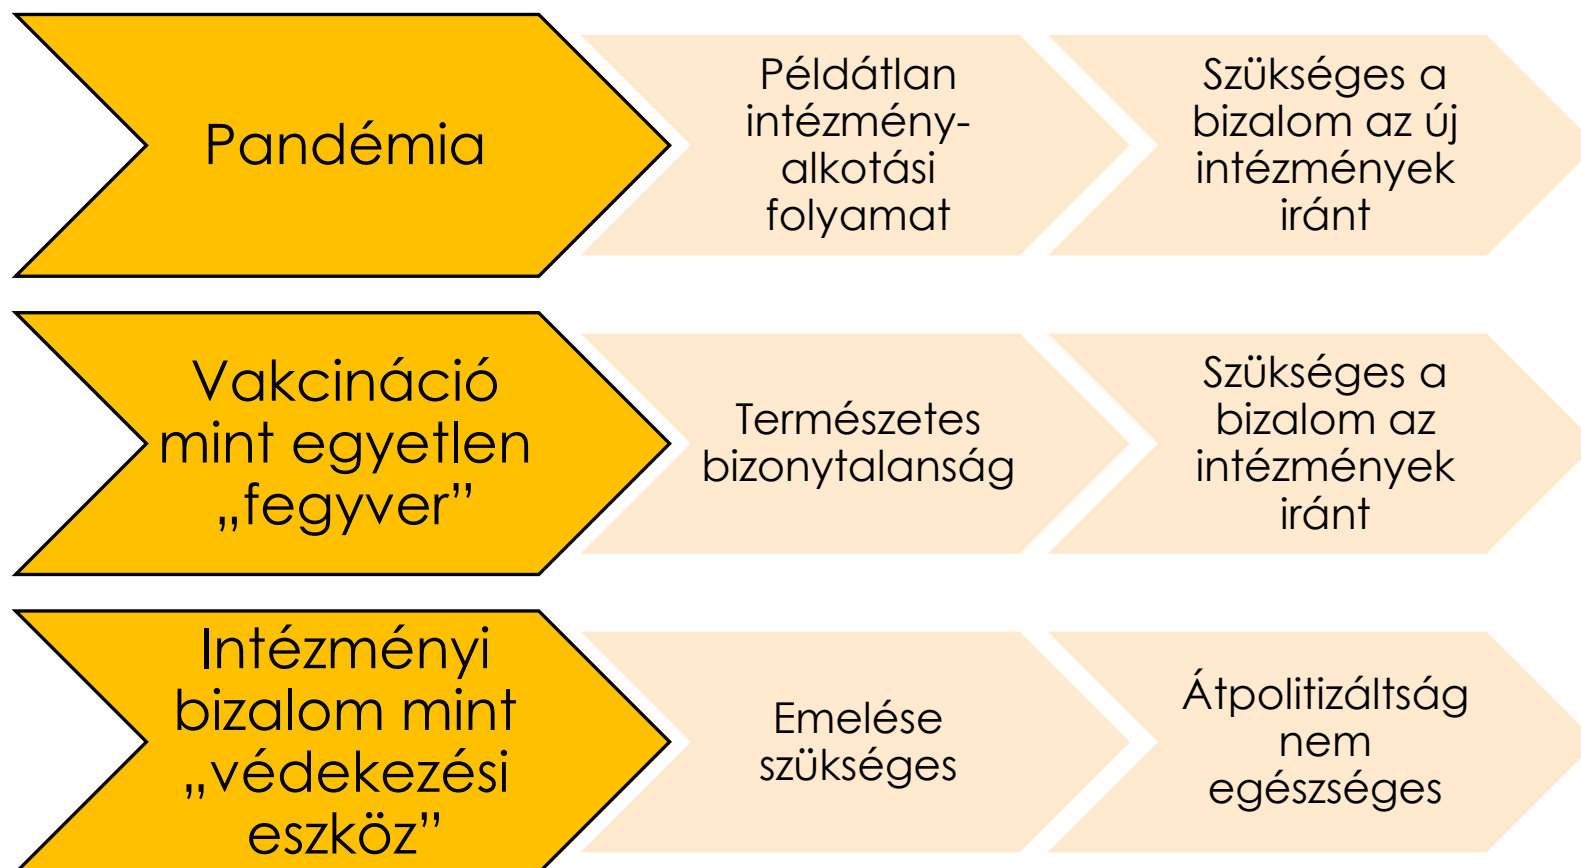 Pandémia
Példátlan
intézmény-
alkotási
folyamat
Szükséges a
bizalom az új
intézmények
iránt
Vakcináció
mint egyetlen
„fegyver”
Természetes
bizonytalanság
Szükséges a
bizalom az
intézmények
iránt
Intézményi
bizalom mint
„védekezési
eszköz”
Emelése
szükséges
Átpolitizáltság
nem
egészséges